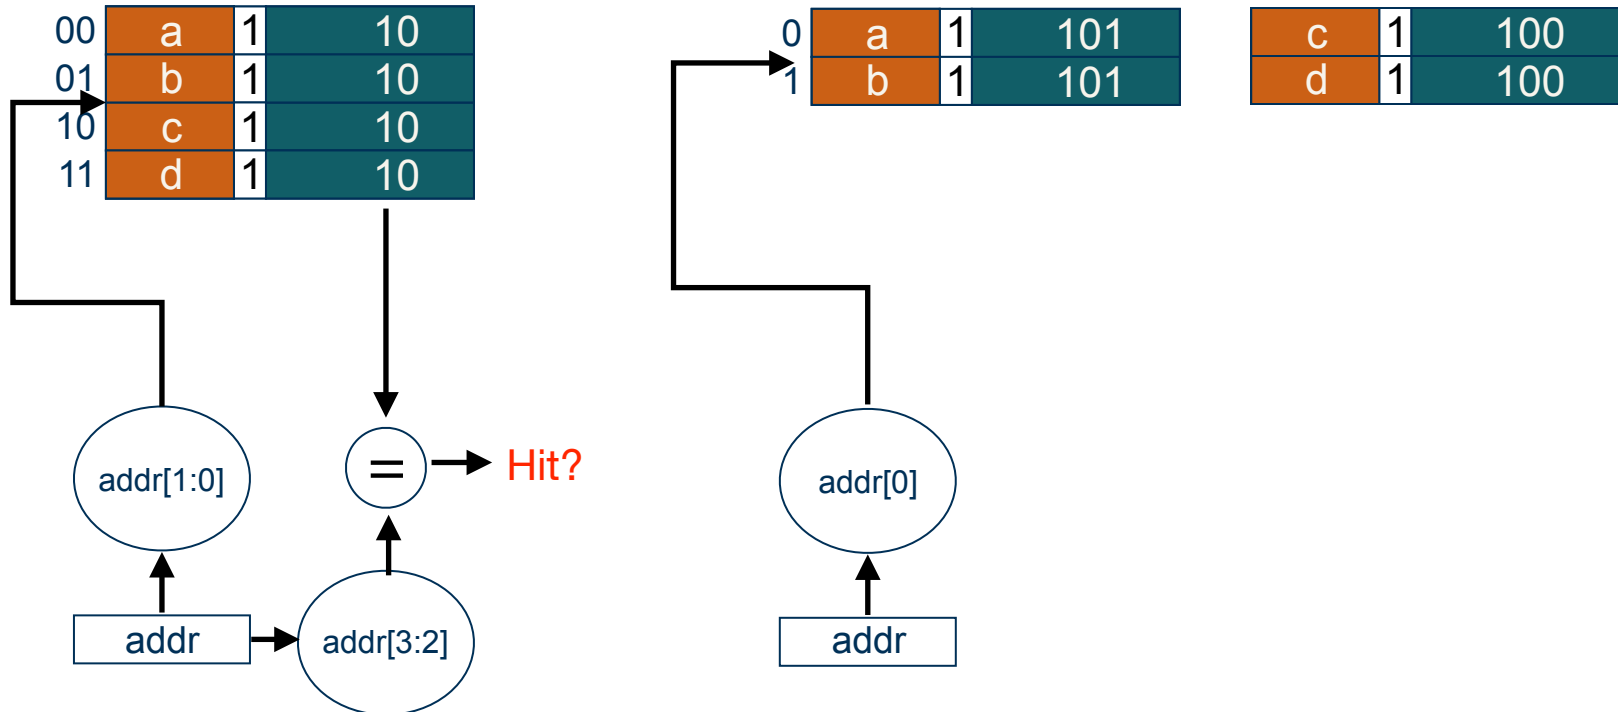 00 a 1 10
01 b 1 10
10 c 1 10
11 d 1 10
addr[1:0]
=
Hit?
addr
addr[3:2]
0 a 1 101
1 b 1 101
c 1 100
d 1 100
addr[0]
addr